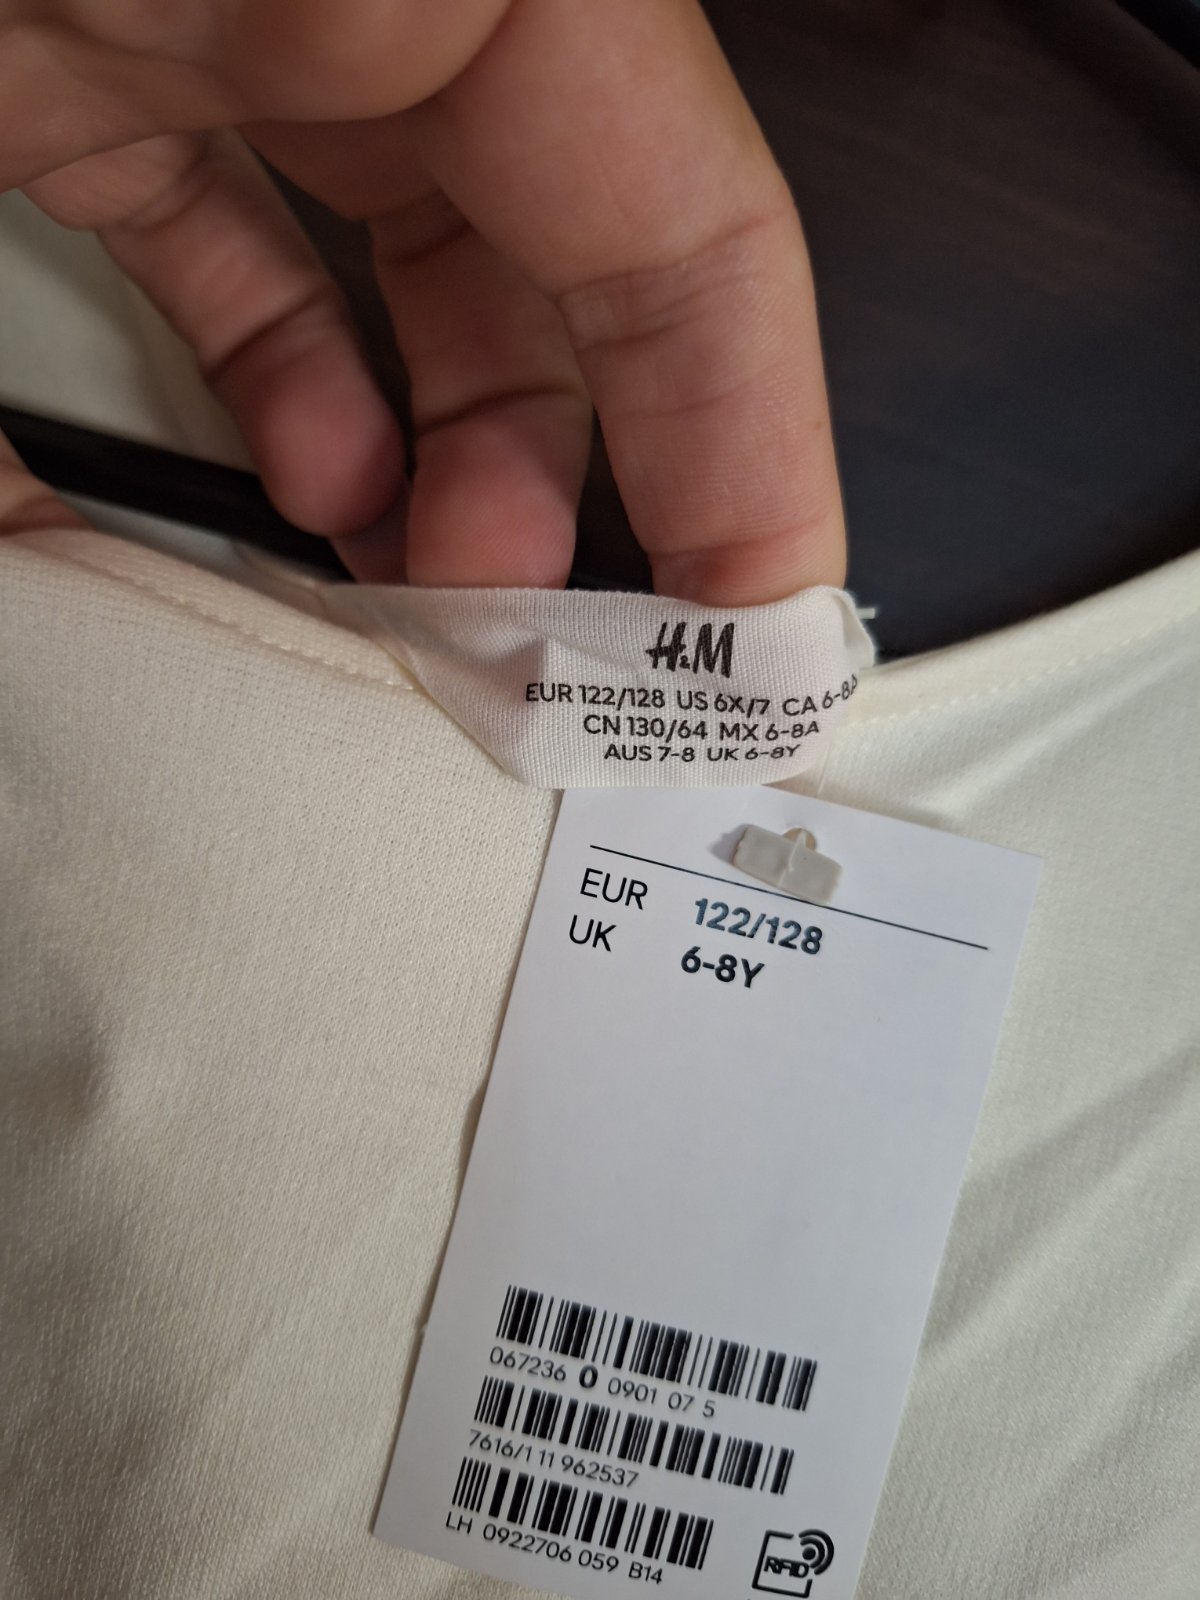 H&M
EUR 122/128 US 6X/7 CA 6-8A
CN 130/64 MX 6-8A
AUS 7-8 UK 6-8Y
EUR 122/128
UK 6-8Y
067236 0 0901 07 5
7616/1 11 962537
LH 0922706 059 B14
RFID